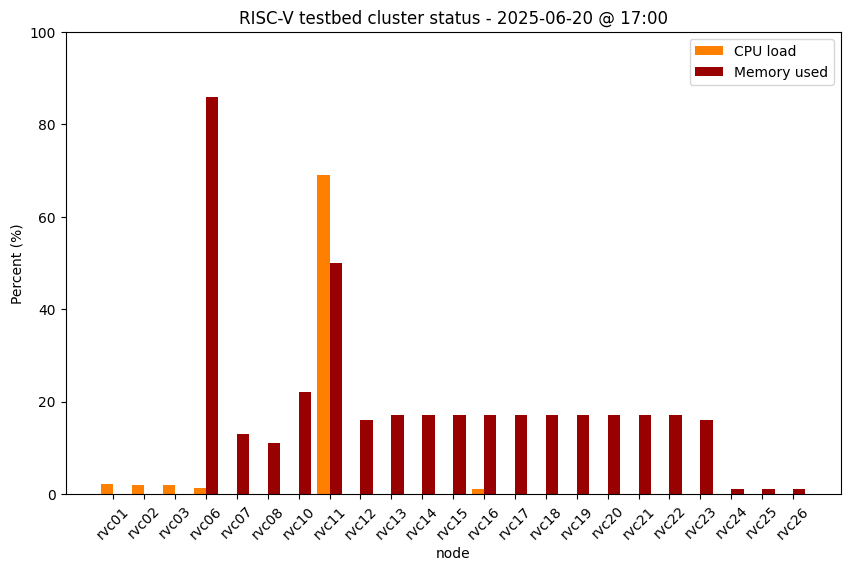 RISC-V testbed cluster status - 2025-06-20 @ 17:00
CPU load
Memory used
Percent (%)
100
80
60
40
20
0
rvc01 rvc02 rvc03 rvc06 rvc07 rvc08 rvc10 rvc11 rvc12 rvc13 rvc14 rvc15 rvc16 rvc17 rvc18 rvc19 rvc20 rvc21 rvc22 rvc23 rvc24 rvc25 rvc26
node